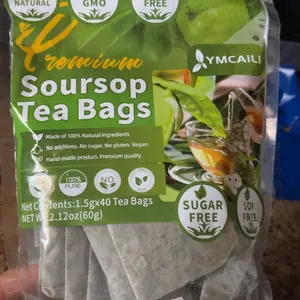 NATURAL
GMO
FREE
Premium
YMCAILI
Soursop
Tea Bags
Made of 100% Natural Ingredients
No additives. No sugar. No gluten. Vegan
Hand-made product. Premium quality
100%
PURE
NO
SUGAR
FREE
SOY
FREE
Net Contents:1.5gx40 Tea Bags
NET WT.2.12oz(60g)